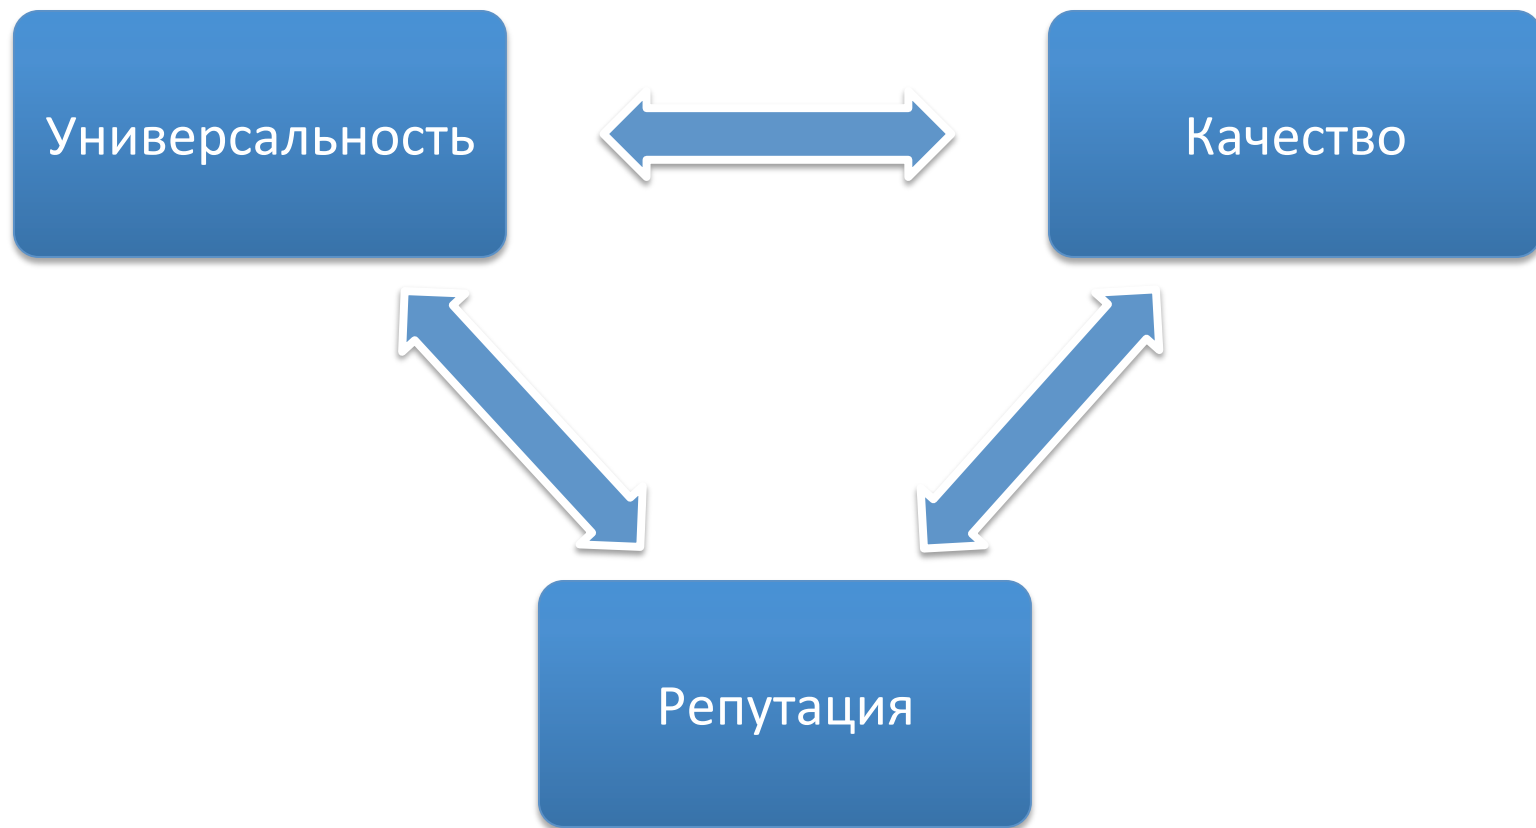 Универсальность
Качество
Репутация